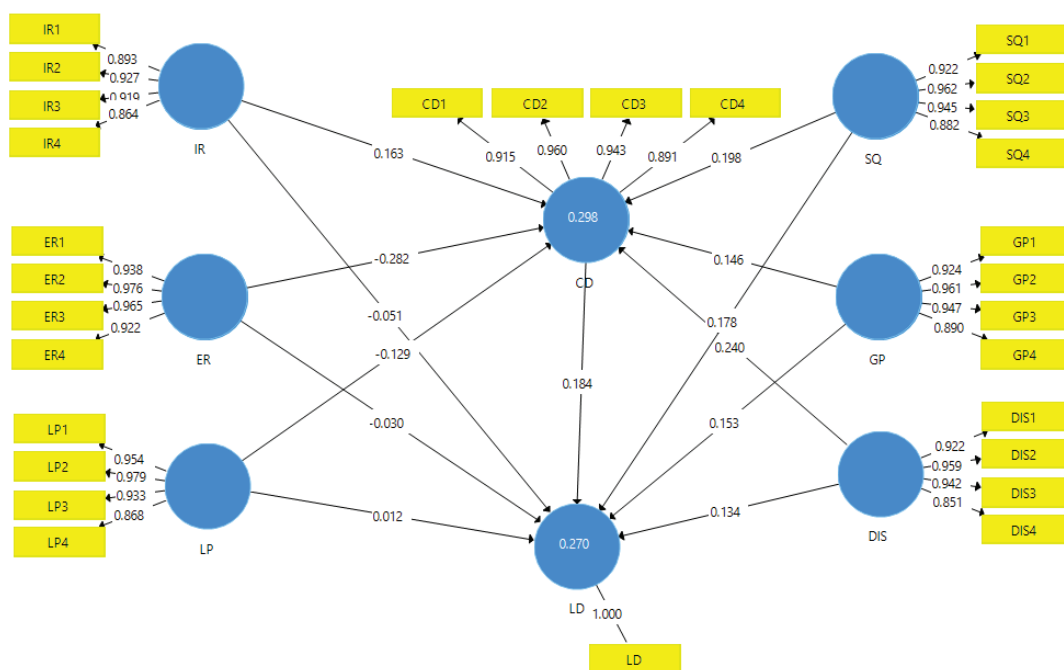 IR1
IR2
IR3
IR4
0.893
0.927
0.919
0.864
IR
ER1
ER2
ER3
ER4
0.938
0.976
0.965
0.922
ER
LP1
LP2
LP3
LP4
0.954
0.979
0.933
0.868
LP
CD1
CD2
CD3
CD4
0.915
0.960
0.943
0.891
0.298
CD
0.163
-0.282
-0.051
-0.129
-0.030
0.012
0.184
0.198
0.146
0.178
0.240
0.153
0.134
0.270
LD
1.000
LD
SQ1
SQ2
SQ3
SQ4
0.922
0.962
0.945
0.882
SQ
GP1
GP2
GP3
GP4
0.924
0.961
0.947
0.890
GP
DIS1
DIS2
DIS3
DIS4
0.922
0.959
0.942
0.851
DIS